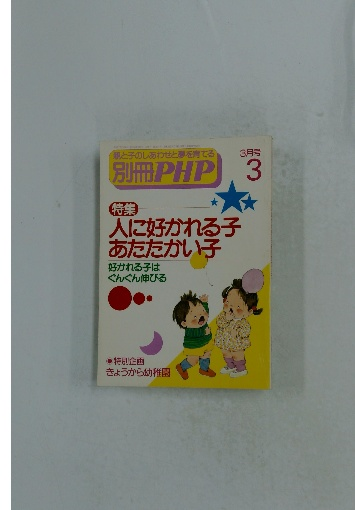 親と子のしあわせと夢を育てる
別冊PHP
3月号
3
特集
人に好かれる子
あたたかい子
好かれる子は
ぐんぐん伸びる
特別企画
きょうから幼稚園